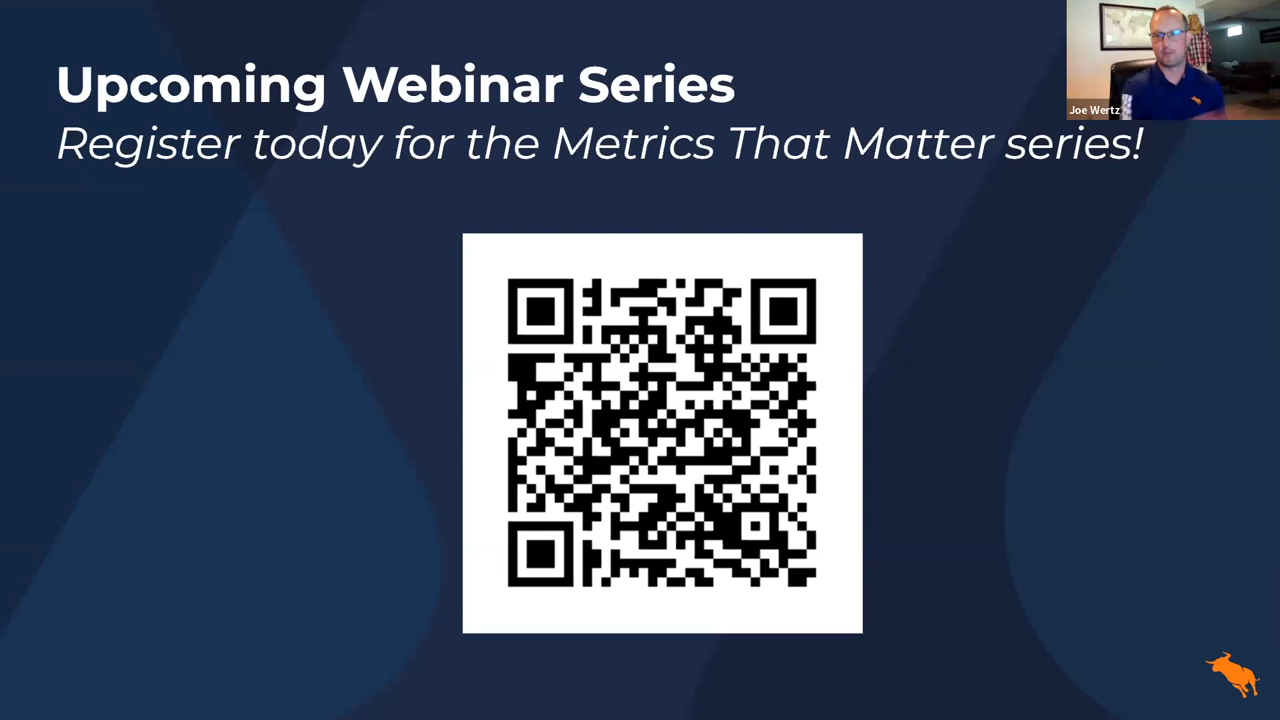 Upcoming Webinar Series
Register today for the Metrics That Matter series!
Joe Wertz